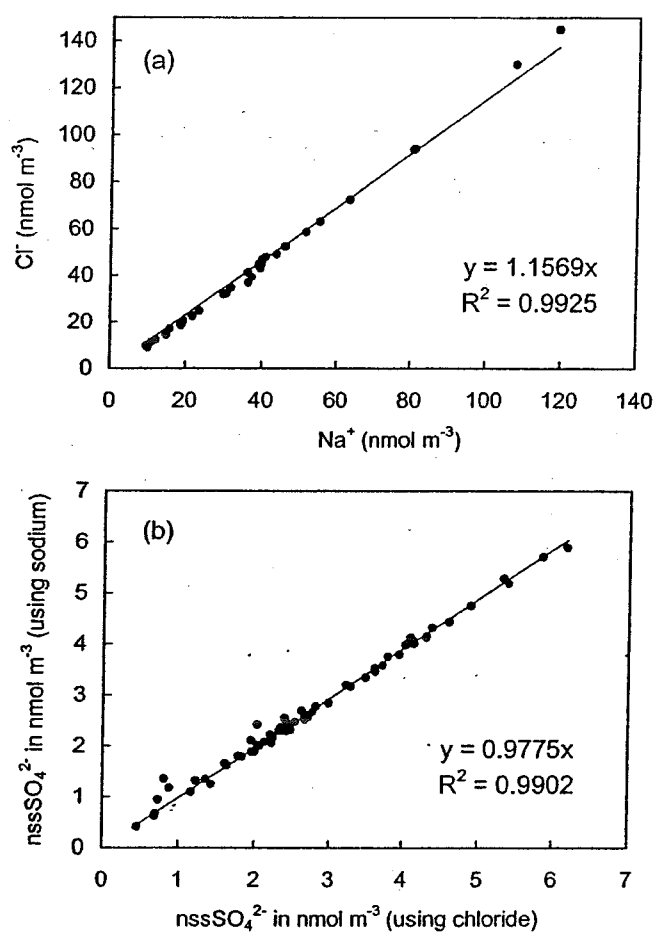 140
(a)
120
100
80
60
40
20
0
Cl⁻ (nmol m⁻³)
y = 1.1569x
R² = 0.9925
0 20 40 60 80 100 120 140
Na⁺ (nmol m⁻³)
7
(b)
6
5
4
3
2
1
0
nssSO₄²⁻ in nmol m⁻³ (using sodium)
y = 0.9775x
R² = 0.9902
0 1 2 3 4 5 6 7
nssSO₄²⁻ in nmol m⁻³ (using chloride)